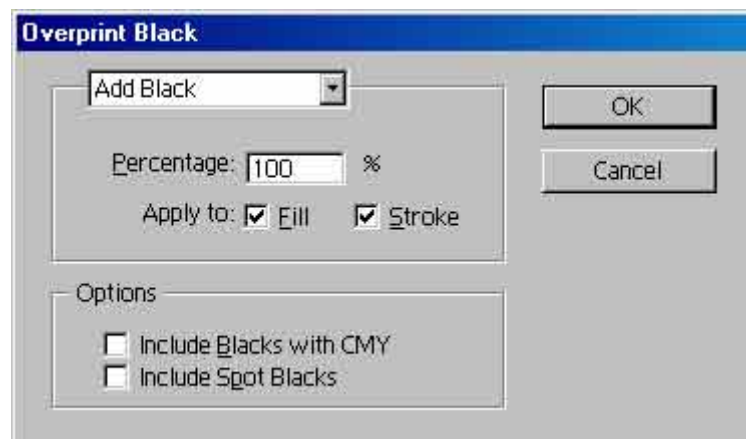 Overprint Black
Add Black
OK
Percentage: 100 %
Cancel
Apply to: Fill Stroke
Options
Include Blacks with CMY
Include Spot Blacks